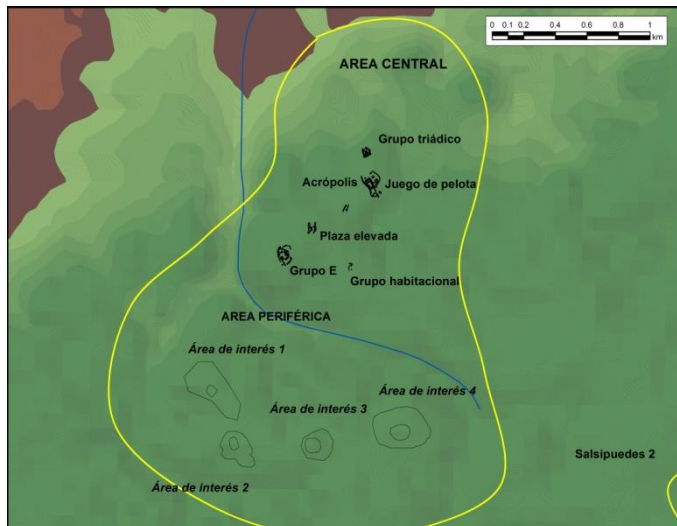 0 0.1 0.2 0.4 0.6 0.8 1
km
AREA CENTRAL
Grupo triádico
Acrópolis
Juego de pelota
Plaza elevada
Grupo E
Grupo habitacional
AREA PERIFÉRICA
Área de interés 1
Área de interés 4
Área de interés 3
Salsipuedes 2
Área de interés 2